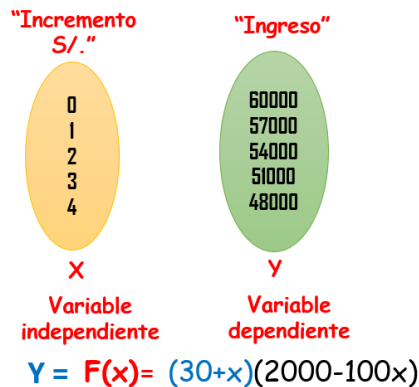 “Incremento
S/.”
“Ingreso”
0
1
2
3
4
60000
57000
54000
51000
48000
X
Y
Variable
independiente
Variable
dependiente
Y = F(x)= (30+x)(2000-100x)